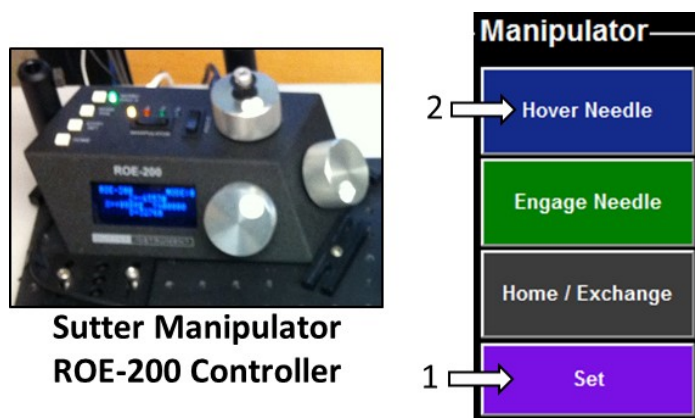 ROE-200
Sutter Manipulator
ROE-200 Controller
Manipulator
2
Hover Needle
Engage Needle
Home / Exchange
1
Set